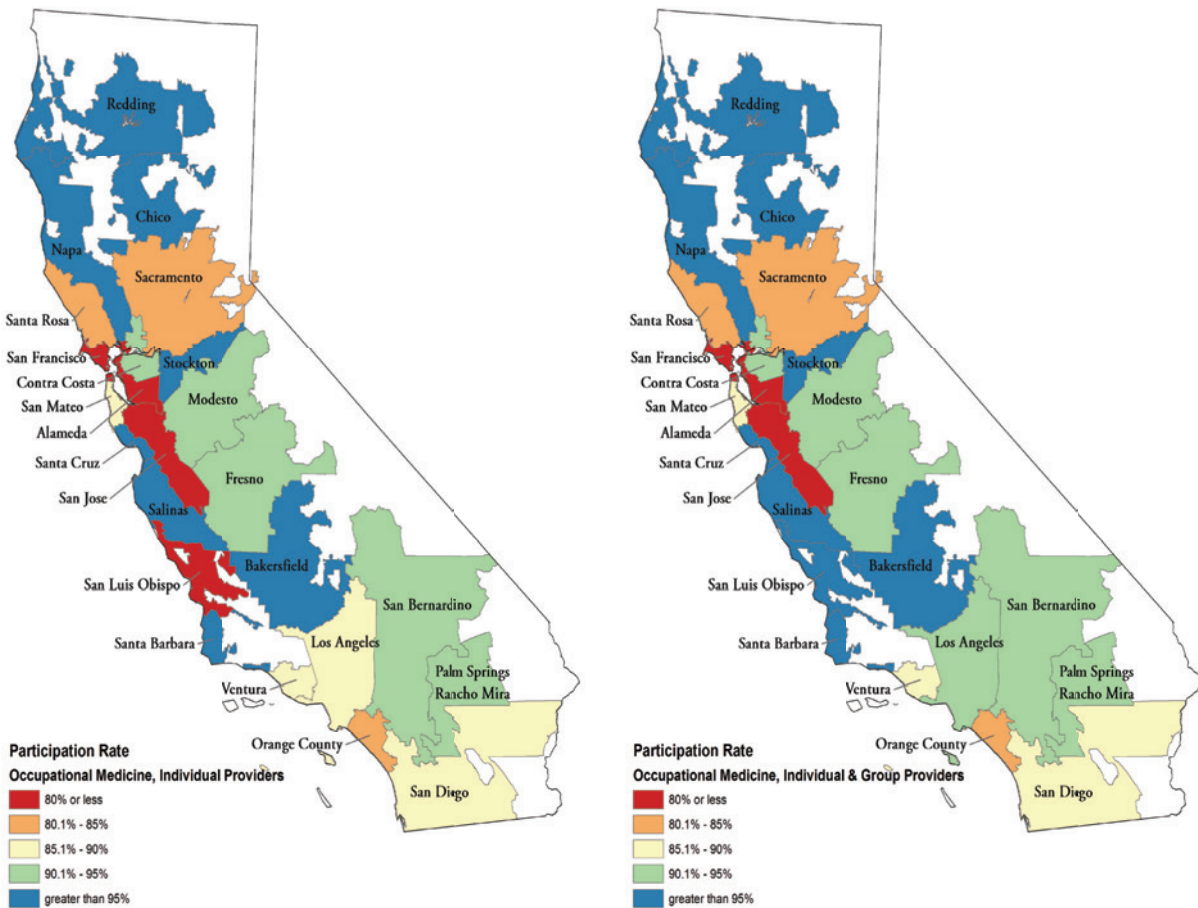 Redding
Chico
Napa
Sacramento
Santa Rosa
San Francisco
Stockton
Contra Costa
San Mateo
Modesto
Alameda
Santa Cruz
Fresno
San Jose
Salinas
Bakersfield
San Luis Obispo
San Bernardino
Santa Barbara
Los Angeles
Palm Springs
Rancho Mira
Ventura
Orange County
San Diego
Participation Rate
Occupational Medicine, Individual Providers
80% or less
80.1% - 85%
85.1% - 90%
90.1% - 95%
greater than 95%
Redding
Chico
Napa
Sacramento
Santa Rosa
San Francisco
Stockton
Contra Costa
San Mateo
Modesto
Alameda
Santa Cruz
Fresno
San Jose
Salinas
Bakersfield
San Luis Obispo
San Bernardino
Santa Barbara
Los Angeles
Palm Springs
Rancho Mira
Ventura
Orange County
San Diego
Participation Rate
Occupational Medicine, Individual & Group Providers
80% or less
80.1% - 85%
85.1% - 90%
90.1% - 95%
greater than 95%